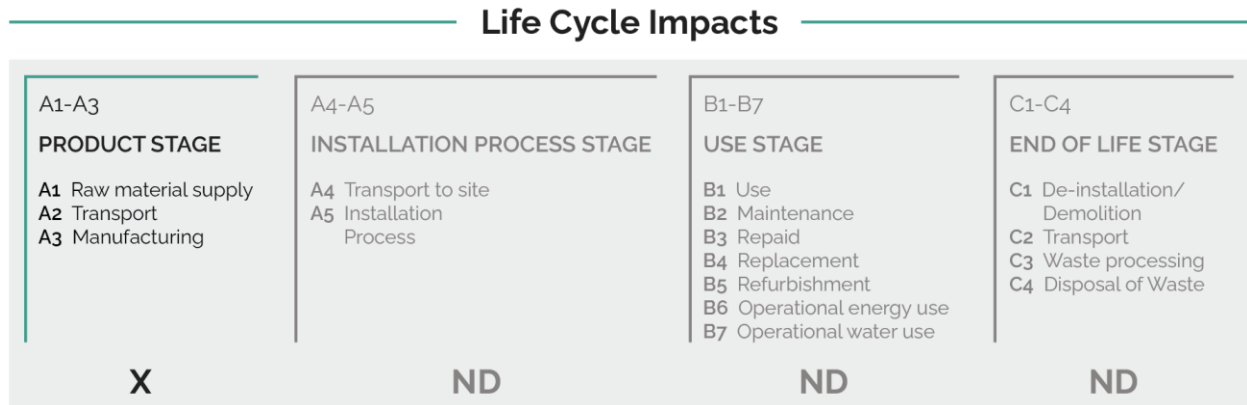 Life Cycle Impacts
A1-A3
PRODUCT STAGE
A1 Raw material supply
A2 Transport
A3 Manufacturing
X
A4-A5
INSTALLATION PROCESS STAGE
A4 Transport to site
A5 Installation
Process
ND
B1-B7
USE STAGE
B1 Use
B2 Maintenance
B3 Repaid
B4 Replacement
B5 Refurbishment
B6 Operational energy use
B7 Operational water use
ND
C1-C4
END OF LIFE STAGE
C1 De-installation/
Demolition
C2 Transport
C3 Waste processing
C4 Disposal of Waste
ND